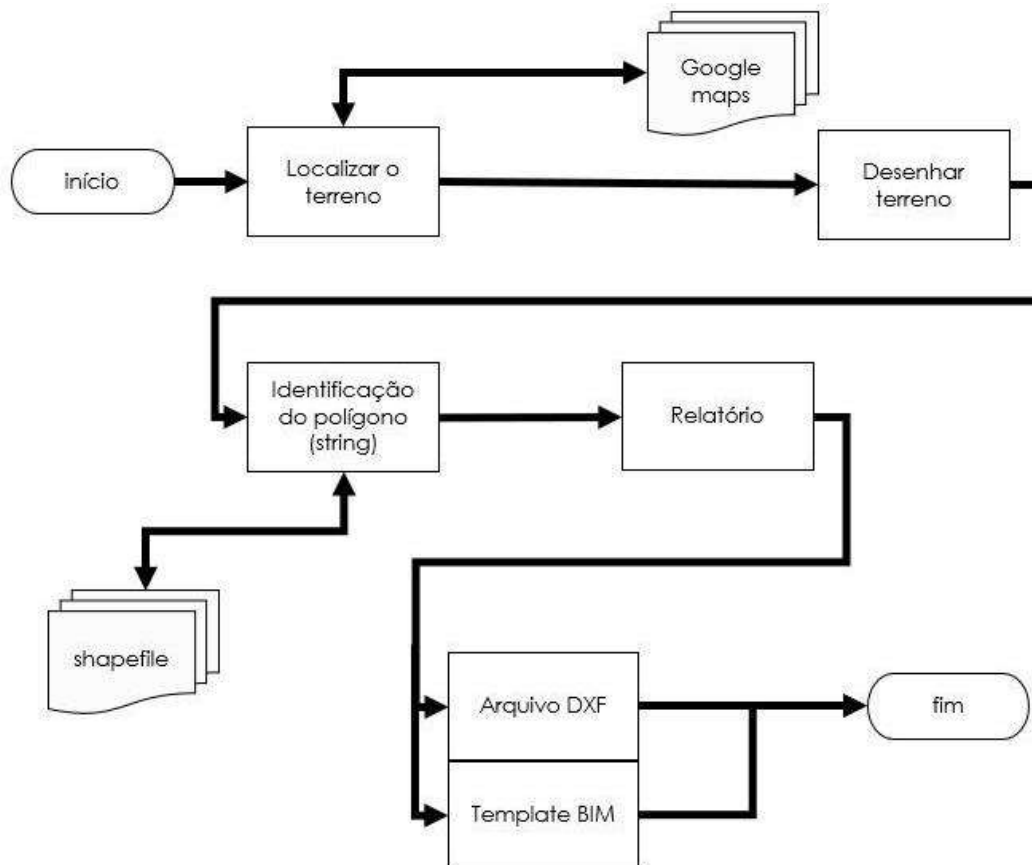 Google
maps
início
Localizar o
terreno
Desenhar
terreno
Identificação
do polígono
(string)
Relatório
shapefile
Arquivo DXF
fim
Template BIM